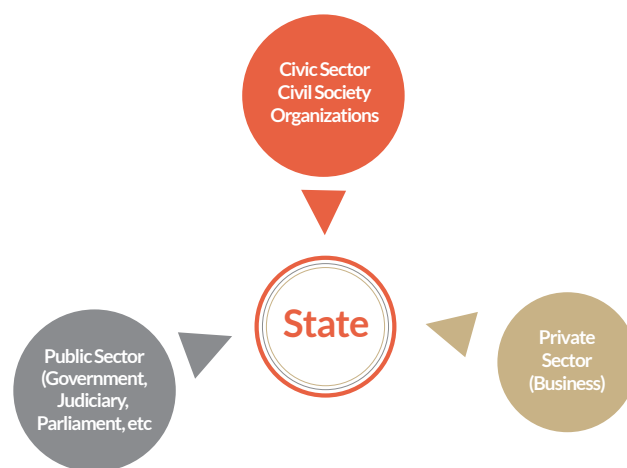 Civic Sector
Civil Society
Organizations
State
Public Sector
(Government,
Judiciary,
Parliament, etc
Private
Sector
(Business)